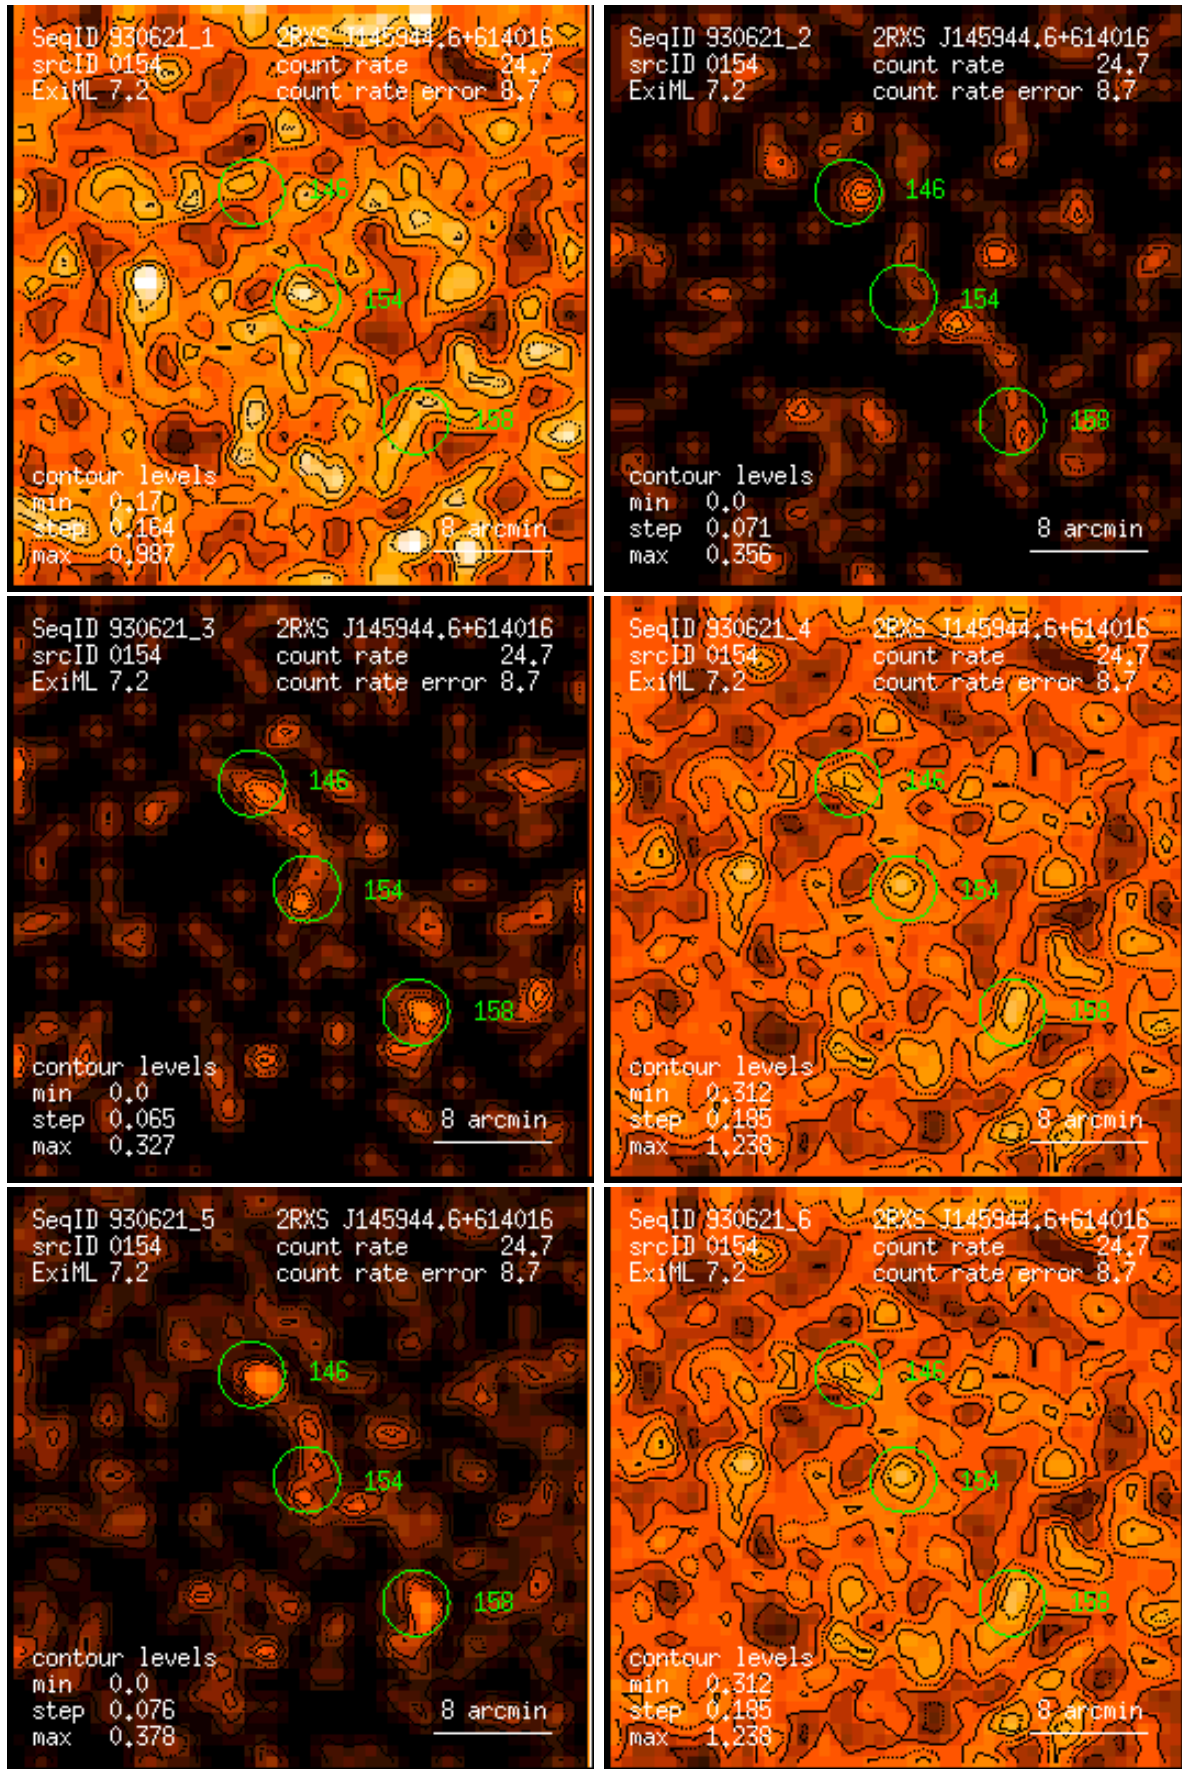 SeqID 930621_1 2RXS J145944.6+614016
srcID 0154 count rate 24.7
ExiML 7.2 count rate error 8.7
146
154
158
contour levels
min 0.17
step 0.164 8 arcmin
max 0.987
SeqID 930621_2 2RXS J145944.6+614016
srcID 0154 count rate 24.7
ExiML 7.2 count rate error 8.7
146
154
158
contour levels
min 0.0
step 0.071 8 arcmin
max 0.356
SeqID 930621_3 2RXS J145944.6+614016
srcID 0154 count rate 24.7
ExiML 7.2 count rate error 8.7
146
154
158
contour levels
min 0.0
step 0.065 8 arcmin
max 0.327
SeqID 930621_4 2RXS J145944.6+614016
srcID 0154 count rate 24.7
ExiML 7.2 count rate error 8.7
146
154
158
contour levels
min 0.312
step 0.185 8 arcmin
max 1.238
SeqID 930621_5 2RXS J145944.6+614016
srcID 0154 count rate 24.7
ExiML 7.2 count rate error 8.7
146
154
158
contour levels
min 0.0
step 0.076 8 arcmin
max 0.378
SeqID 930621_6 2RXS J145944.6+614016
srcID 0154 count rate 24.7
ExiML 7.2 count rate error 8.7
146
154
158
contour levels
min 0.312
step 0.185 8 arcmin
max 1.238